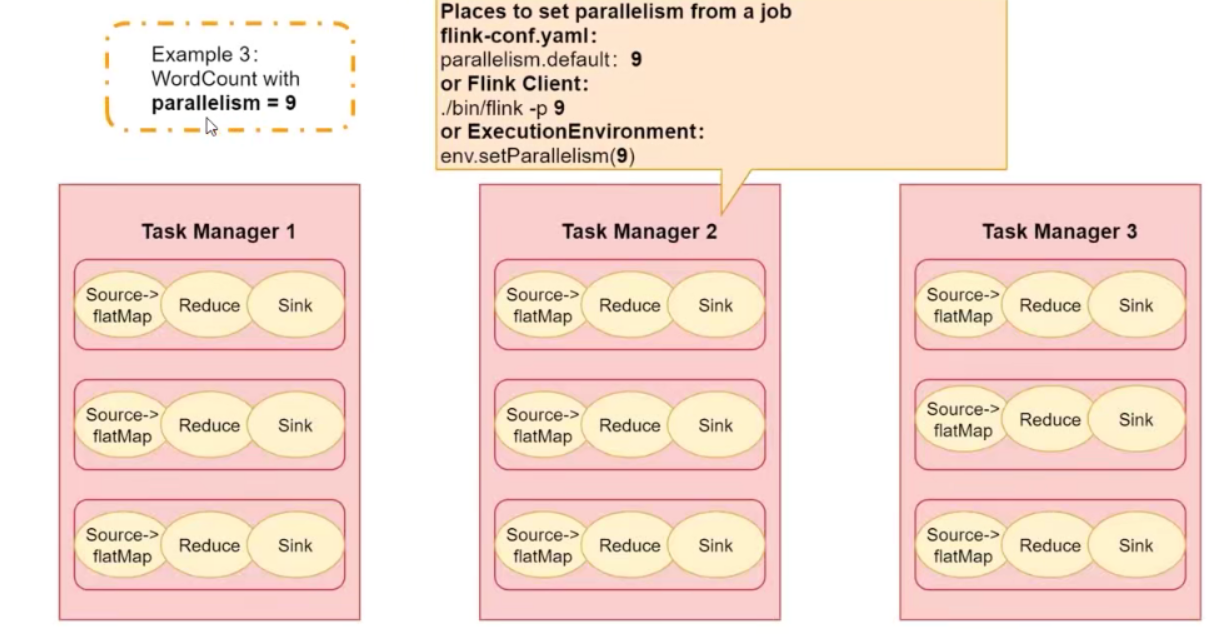 Example 3:
WordCount with
parallelism = 9
Places to set parallelism from a job
flink-conf.yaml:
parallelism.default: 9
or Flink Client:
./bin/flink -p 9
or ExecutionEnvironment:
env.setParallelism(9)
Task Manager 1
Source->
flatMap
Reduce
Sink
Source->
flatMap
Reduce
Sink
Source->
flatMap
Reduce
Sink
Task Manager 2
Source->
flatMap
Reduce
Sink
Source->
flatMap
Reduce
Sink
Source->
flatMap
Reduce
Sink
Task Manager 3
Source->
flatMap
Reduce
Sink
Source->
flatMap
Reduce
Sink
Source->
flatMap
Reduce
Sink